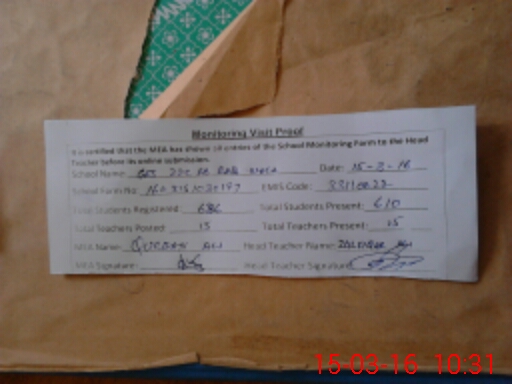 Monitoring Visit Proof
It is certified that the MEA has shown all entries of the School Monitoring Form to the Head
Teacher before its online submission.
School Name: Date: 15-3-16
School Form No: EMIS Code:
Total Students Registered: 686 Total Students Present: 610
Total Teachers Posted: 15 Total Teachers Present: 15
MEA Name: QURBAN ALI Head Teacher Name:
MEA Signature: Head Teacher Signature:
15-03-16 10:31